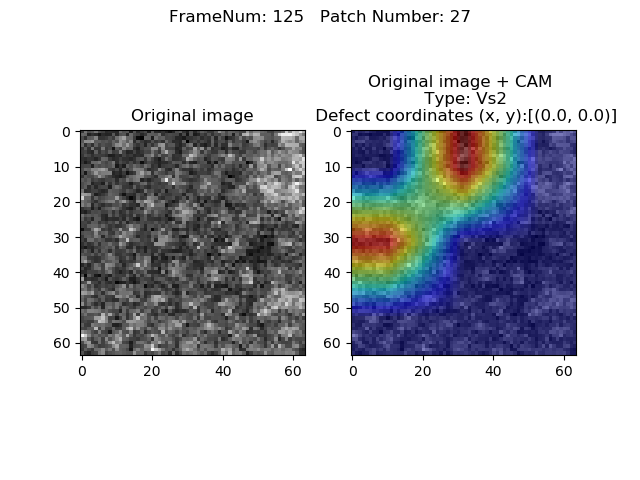 FrameNum: 125   Patch Number: 27
Original image
Original image + CAM
Type: Vs2
Defect coordinates (x, y):[(0.0, 0.0)]
0
10
20
30
40
50
60
0 20 40 60
0
10
20
30
40
50
60
0 20 40 60